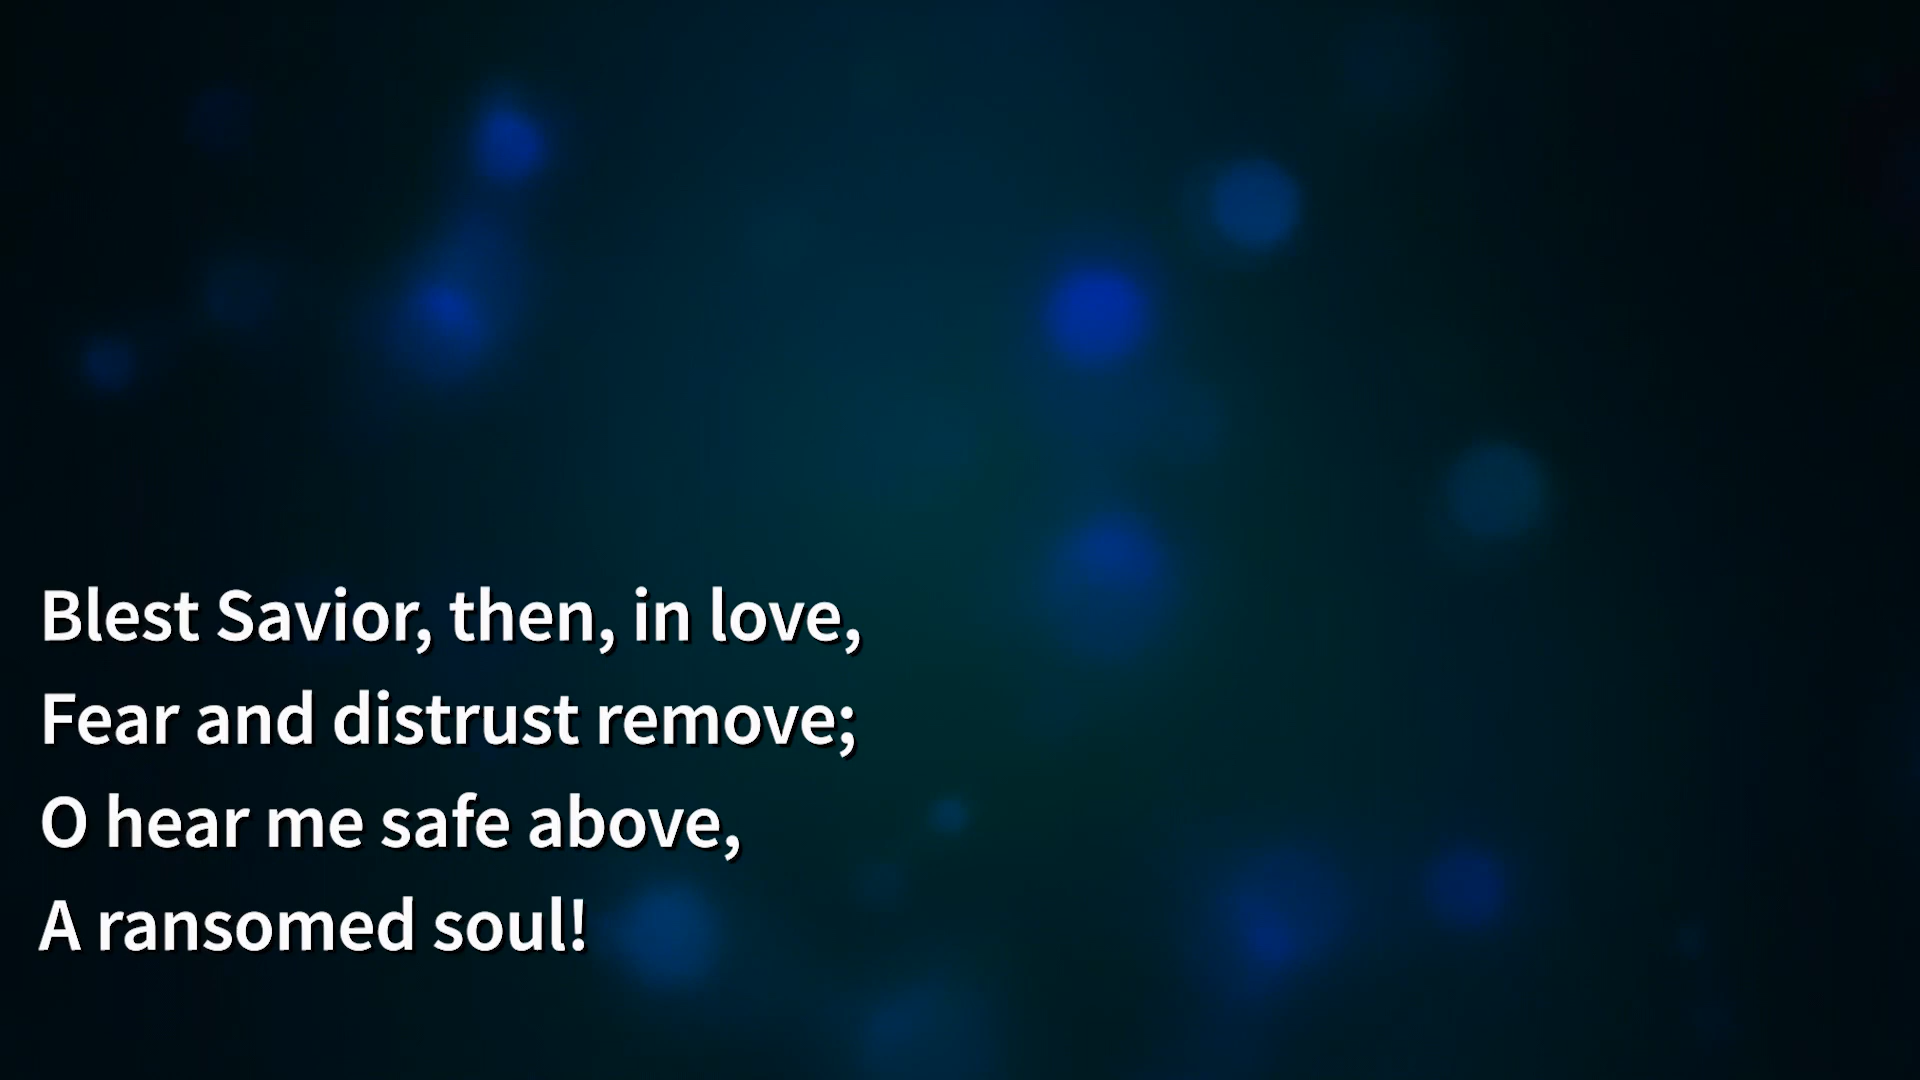 Blest Savior, then, in love,
Fear and distrust remove;
O hear me safe above,
A ransomed soul!